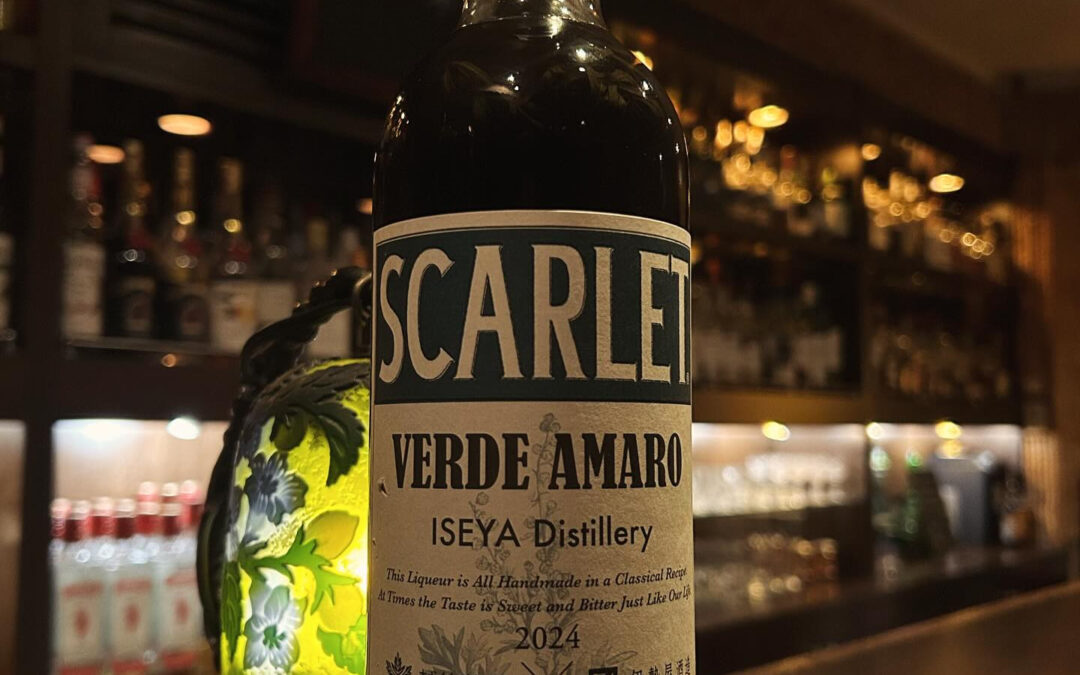 SCARLET
VERDE AMARO
ISEYA Distillery
This Liqueur is All Handmade in a Classical Recipe.
At Times the Taste is Sweet and Bitter Just Like Our Life.
2024